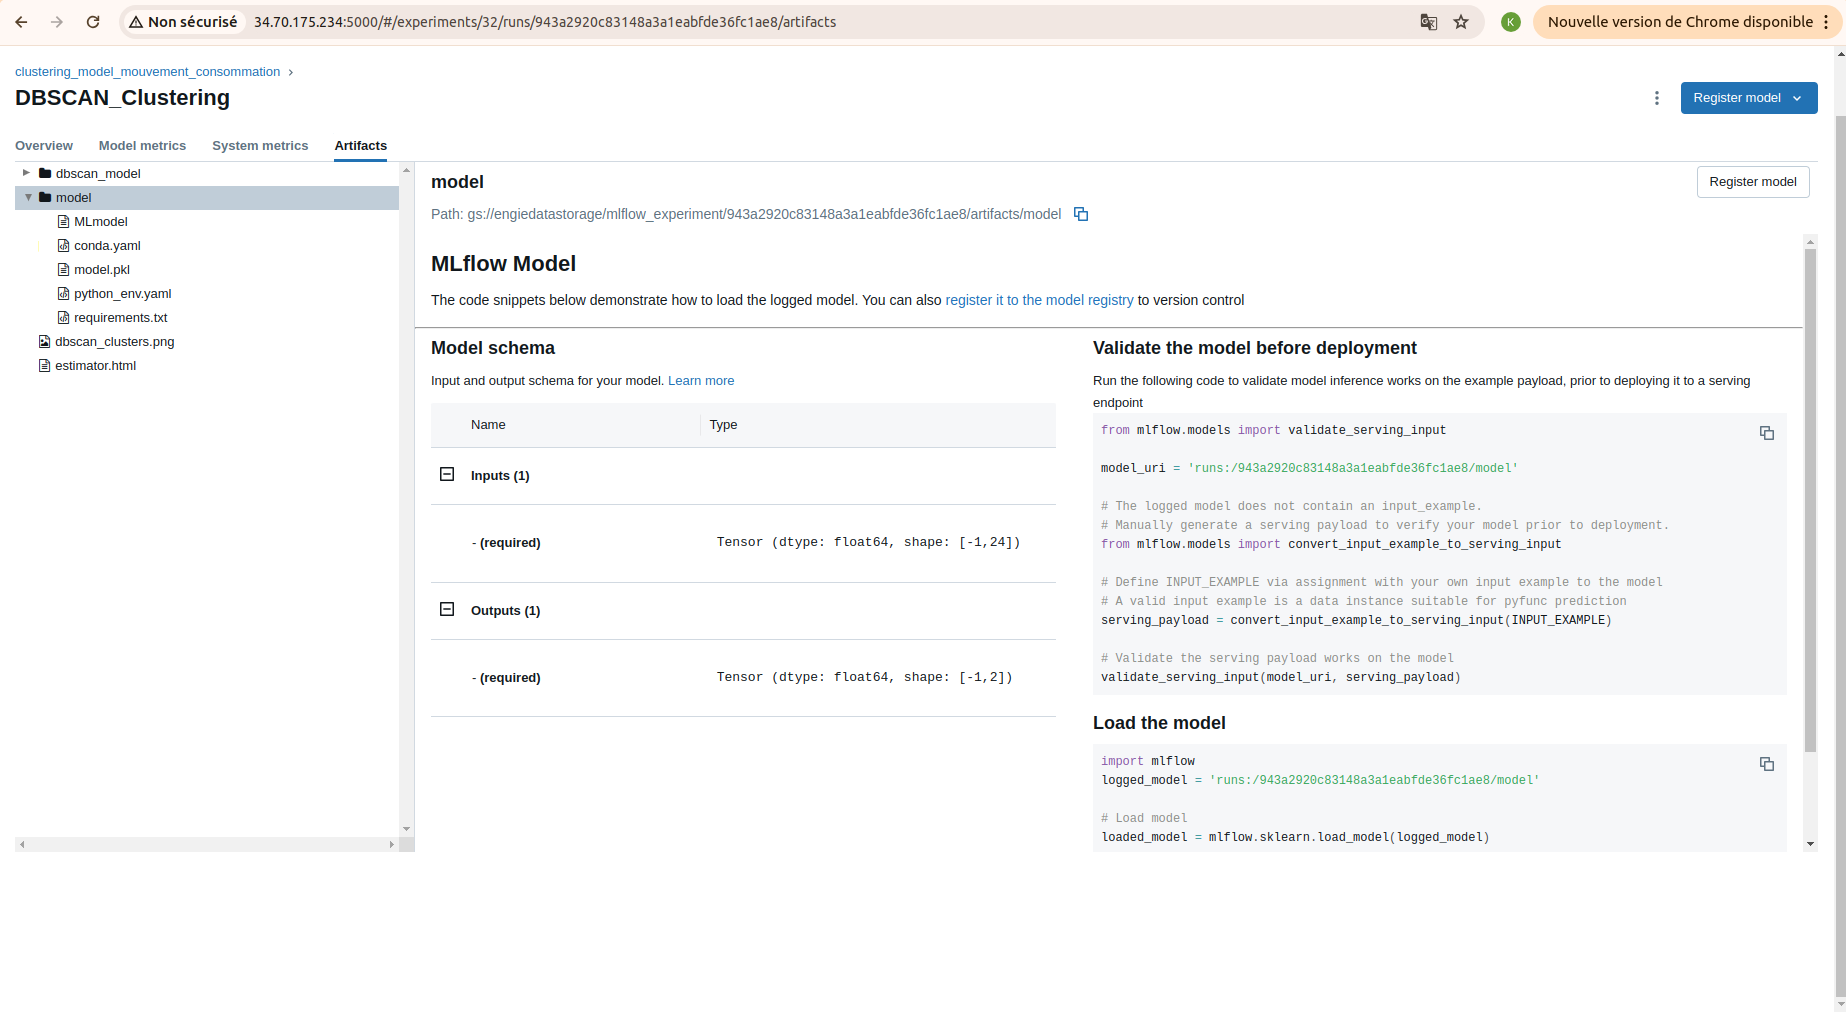 Non sécurisé 34.70.175.234:5000/#/experiments/32/runs/943a2920c83148a3a1eabfde36fc1ae8/artifacts K Nouvelle version de Chrome disponible
clustering_model_mouvement_consommation
DBSCAN_Clustering
Register model
Overview Model metrics System metrics Artifacts
dbscan_model
model
MLmodel
conda.yaml
model.pkl
python_env.yaml
requirements.txt
dbscan_clusters.png
estimator.html
model
Register model
Path: gs://engiedatastorage/mlflow_experiment/943a2920c83148a3a1eabfde36fc1ae8/artifacts/model
MLflow Model
The code snippets below demonstrate how to load the logged model. You can also register it to the model registry to version control
Model schema
Input and output schema for your model. Learn more
Name Type
Inputs (1)
- (required) Tensor (dtype: float64, shape: [-1,24])
Outputs (1)
- (required) Tensor (dtype: float64, shape: [-1,2])
Validate the model before deployment
Run the following code to validate model inference works on the example payload, prior to deploying it to a serving
endpoint
from mlflow.models import validate_serving_input
model_uri = 'runs:/943a2920c83148a3a1eabfde36fc1ae8/model'
# The logged model does not contain an input_example.
# Manually generate a serving payload to verify your model prior to deployment.
from mlflow.models import convert_input_example_to_serving_input
# Define INPUT_EXAMPLE via assignment with your own input example to the model
# A valid input example is a data instance suitable for pyfunc prediction
serving_payload = convert_input_example_to_serving_input(INPUT_EXAMPLE)
# Validate the serving payload works on the model
validate_serving_input(model_uri, serving_payload)
Load the model
import mlflow
logged_model = 'runs:/943a2920c83148a3a1eabfde36fc1ae8/model'
# Load model
loaded_model = mlflow.sklearn.load_model(logged_model)